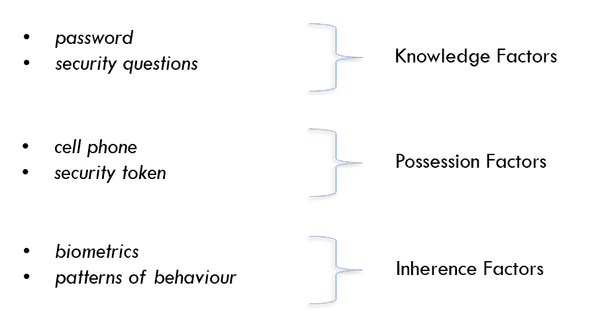 • password
• security questions
Knowledge Factors
• cell phone
• security token
Possession Factors
• biometrics
• patterns of behaviour
Inherence Factors